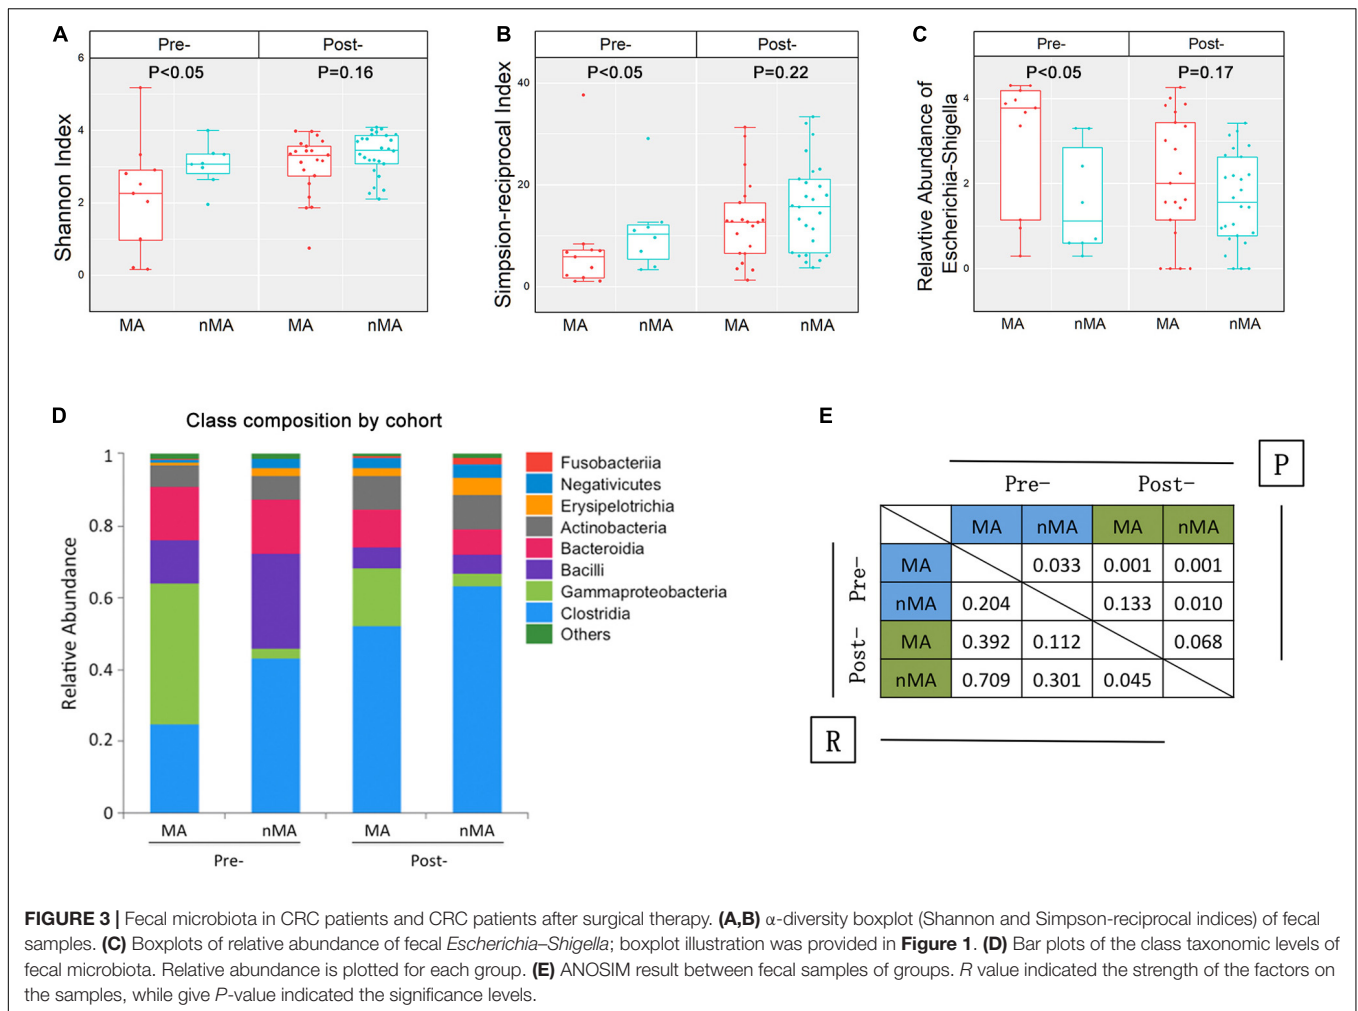 A
Pre-
Post-
P<0.05
P=0.16
Shannon Index
6
4
2
0
MA
nMA
MA
nMA
B
Pre-
Post-
P<0.05
P=0.22
Simpsion-reciprocal Index
40
20
0
MA
nMA
MA
nMA
C
Pre-
Post-
P<0.05
P=0.17
Relavtive Abundance of
Escherichia-Shigella
4
2
0
MA
nMA
MA
nMA
D
Class composition by cohort
Relative Abundance
1
0.8
0.6
0.4
0.2
0
MA
nMA
MA
nMA
Pre-
Post-
Fusobacteriia
Negativicutes
Erysipelotrichia
Actinobacteria
Bacteroidia
Bacilli
Gammaproteobacteria
Clostridia
Others
E
P
Pre-
Post-
MA nMA MA nMA
Pre-
MA 0.033 0.001 0.001
nMA 0.204 0.133 0.010
Post-
MA 0.392 0.112 0.068
nMA 0.709 0.301 0.045
R
FIGURE 3 | Fecal microbiota in CRC patients and CRC patients after surgical therapy. (A,B) α-diversity boxplot (Shannon and Simpson-reciprocal indices) of fecal
samples. (C) Boxplots of relative abundance of fecal Escherichia–Shigella; boxplot illustration was provided in Figure 1. (D) Bar plots of the class taxonomic levels of
fecal microbiota. Relative abundance is plotted for each group. (E) ANOSIM result between fecal samples of groups. R value indicated the strength of the factors on
the samples, while give P-value indicated the significance levels.